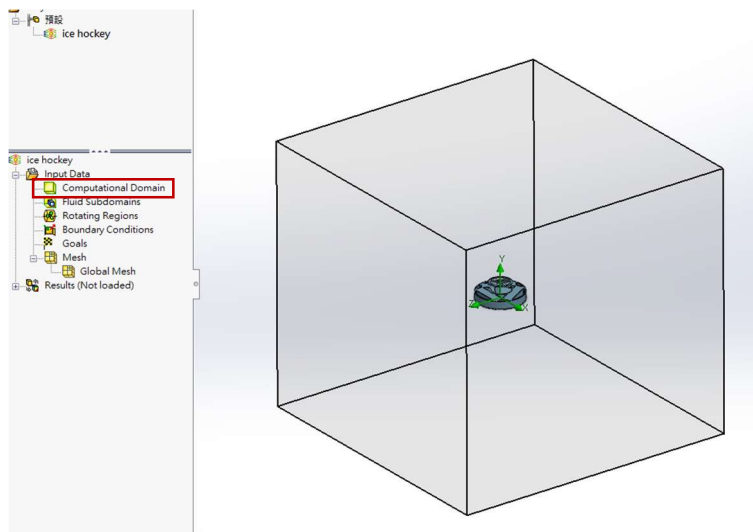 預設
ice hockey
ice hockey
Input Data
Computational Domain
Fluid Subdomains
Rotating Regions
Boundary Conditions
Goals
Mesh
Global Mesh
Results (Not loaded)
Y
Z
X